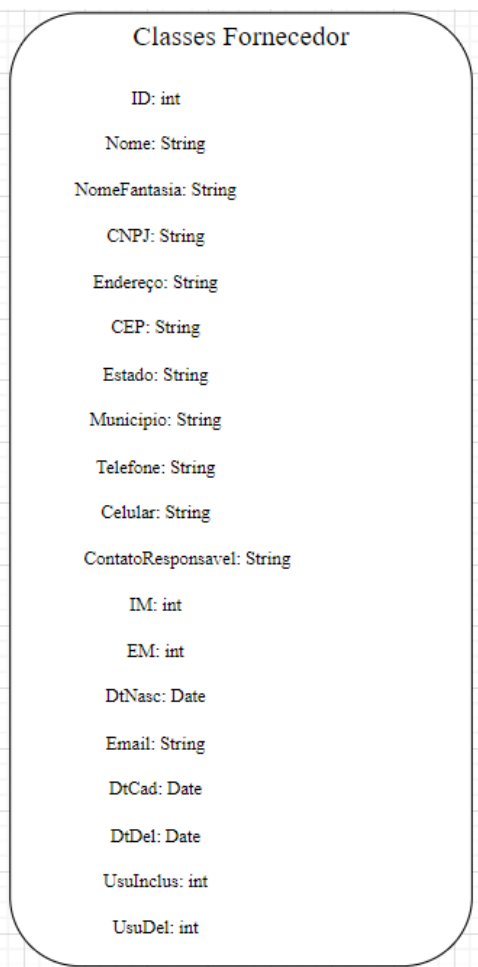 Classes Fornecedor
ID: int
Nome: String
NomeFantasia: String
CNPJ: String
Endereço: String
CEP: String
Estado: String
Municipio: String
Telefone: String
Celular: String
ContatoResponsavel: String
IM: int
EM: int
DtNasc: Date
Email: String
DtCad: Date
DtDel: Date
UsuInclus: int
UsuDel: int